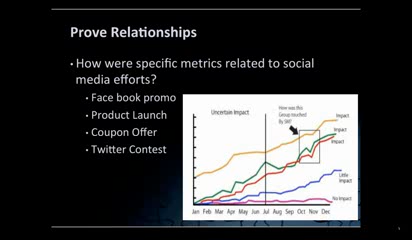 Prove Relationships
• How were specific metrics related to social
media efforts?
• Face book promo
• Product Launch
• Coupon Offer
• Twitter Contest
Uncertain Impact
How was this
Group touched
By SM?
Impact
Impact
Impact
Little
Impact
No Impact
Jan Feb Mar Apr May Jun Jul Aug Sep Oct Nov Dec